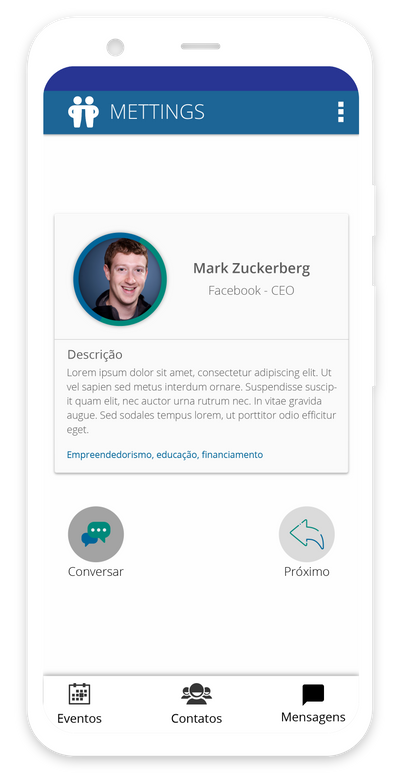 METTINGS
Mark Zuckerberg
Facebook - CEO
Descrição
Lorem ipsum dolor sit amet, consectetur adipiscing elit. Ut
vel sapien sed metus interdum ornare. Suspendisse suscip-
it quam elit, nec auctor urna rutrum nec. In vitae gravida
augue. Sed sodales tempus lorem, ut porttitor odio efficitur
eget.
Empreendedorismo, educação, financiamento
Conversar
Próximo
Eventos
Contatos
Mensagens